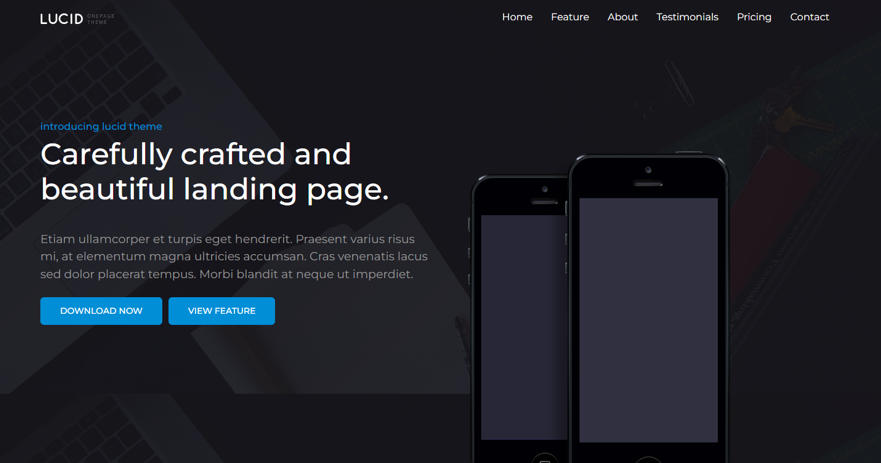 LUCID ONEPAGE
THEME
Home Feature About Testimonials Pricing Contact
introducing lucid theme
Carefully crafted and
beautiful landing page.
Etiam ullamcorper et turpis eget hendrerit. Praesent varius risus
mi, at elementum magna ultricies accumsan. Cras venenatis lacus
sed dolor placerat tempus. Morbi blandit at neque ut imperdiet.
DOWNLOAD NOW VIEW FEATURE